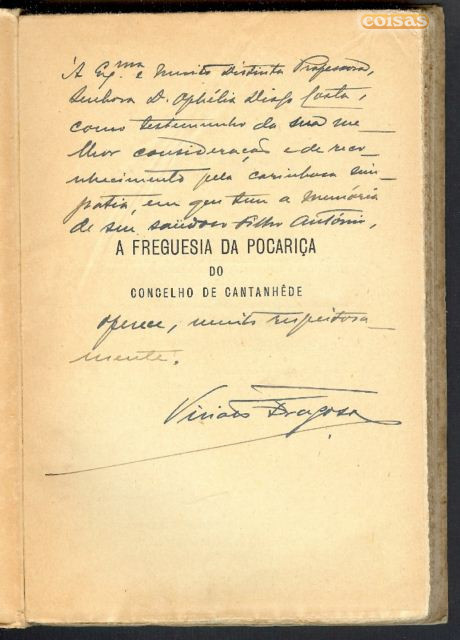 coisas
À Ex.ma e muito distinta Professora,
Senhora D. Ophélia Diogo Costa,
como testemunho da sua me-
lhor consideração e de reco-
nhecimento pela carinhosa sim-
patia, em que tem a memória
de seu saudoso filho António,
A FREGUESIA DA POCARIÇA
DO
CONCELHO DE CANTANHÊDE
oferece, muito respeitosa-
mente.
Viriato Fragosa